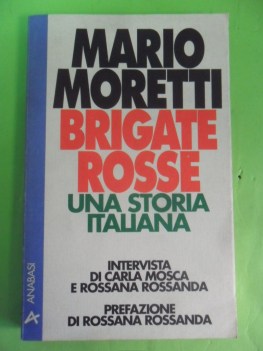 MARIO
MORETTI
BRIGATE
ROSSE
UNA STORIA
ITALIANA
INTERVISTA
DI CARLA MOSCA
E ROSSANA ROSSANDA
PREFAZIONE
DI ROSSANA ROSSANDA
ANABASI